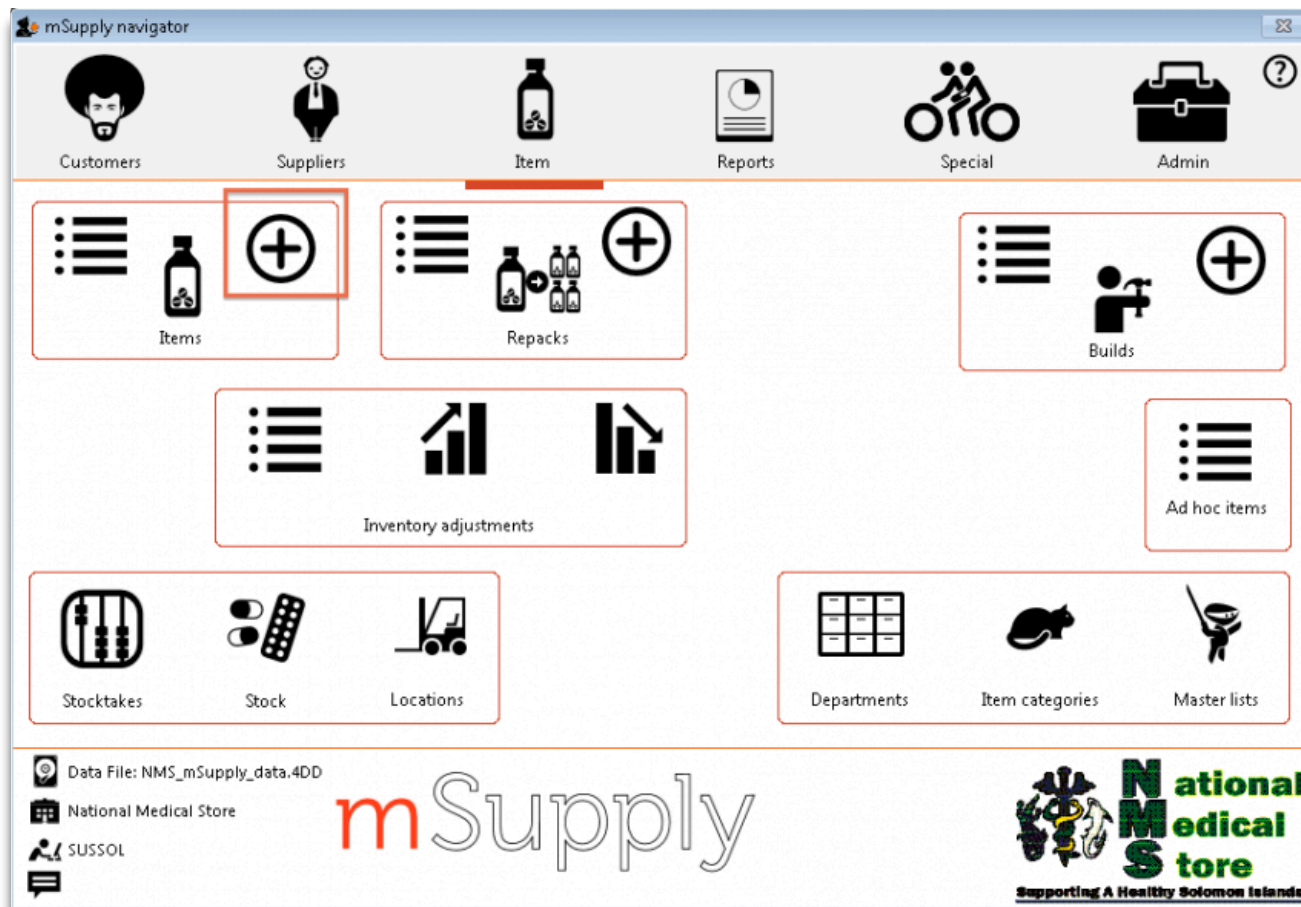 mSupply navigator
Customers
Suppliers
Item
Reports
Special
Admin
?
Items
Repacks
Builds
Inventory adjustments
Ad hoc items
Stocktakes
Stock
Locations
Departments
Item categories
Master lists
Data File: NMS_mSupply_data.4DD
National Medical Store
SUSSOL
mSupply
National
Medical
Store
Supporting A Healthy Solomon Islands